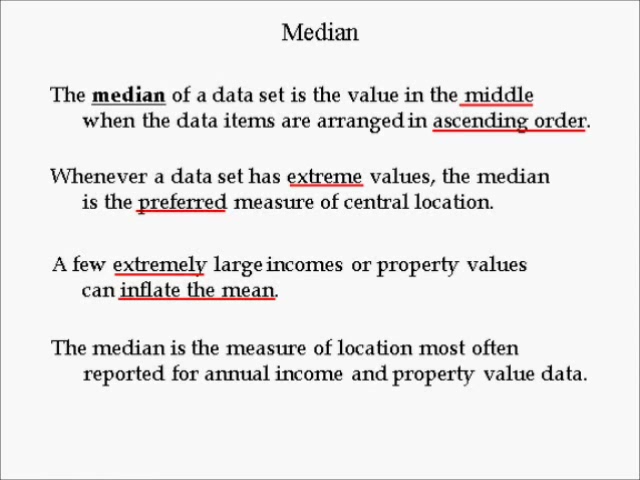 Median
The median of a data set is the value in the middle
when the data items are arranged in ascending order.
Whenever a data set has extreme values, the median
is the preferred measure of central location.
A few extremely large incomes or property values
can inflate the mean.
The median is the measure of location most often
reported for annual income and property value data.